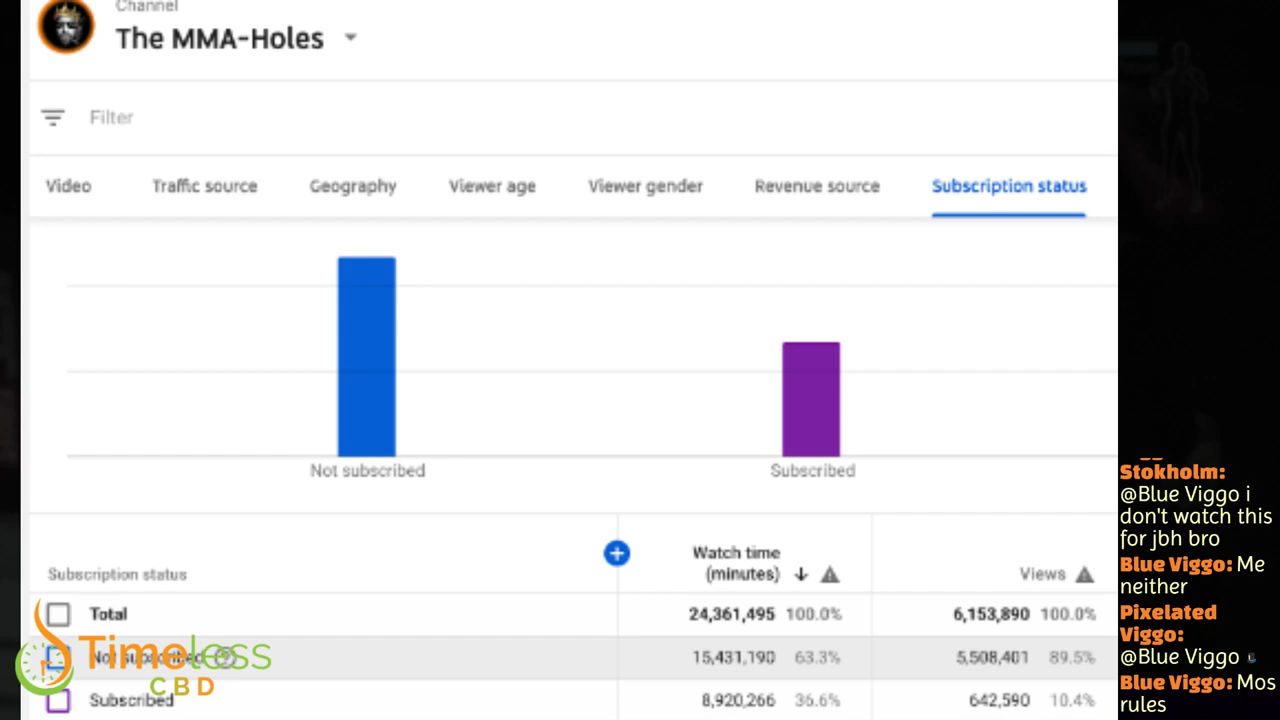 Channel
The MMA-Holes
Filter
Video Traffic source Geography Viewer age Viewer gender Revenue source Subscription status
Not subscribed Subscribed
Subscription status Watch time (minutes) Views
Total 24,361,495 100.0% 6,153,890 100.0%
Not subscribed 15,431,190 63.3% 5,508,401 89.5%
Subscribed 8,920,266 36.6% 642,590 10.4%
Timeless
CBD
Stokholm:
@Blue Viggo i
don't watch this
for jbh bro
Blue Viggo: Me
neither
Pixelated
Viggo:
@Blue Viggo
Blue Viggo: Mos
rules